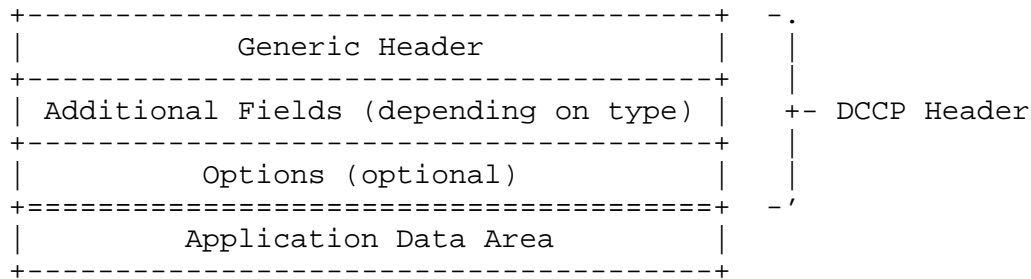 +---------------------------------------+  -.
|            Generic Header             |   |
+---------------------------------------+   |
| Additional Fields (depending on type) |   +- DCCP Header
+---------------------------------------+   |
|          Options (optional)           |   |
+=======================================+  -'
|         Application Data Area         |
+---------------------------------------+